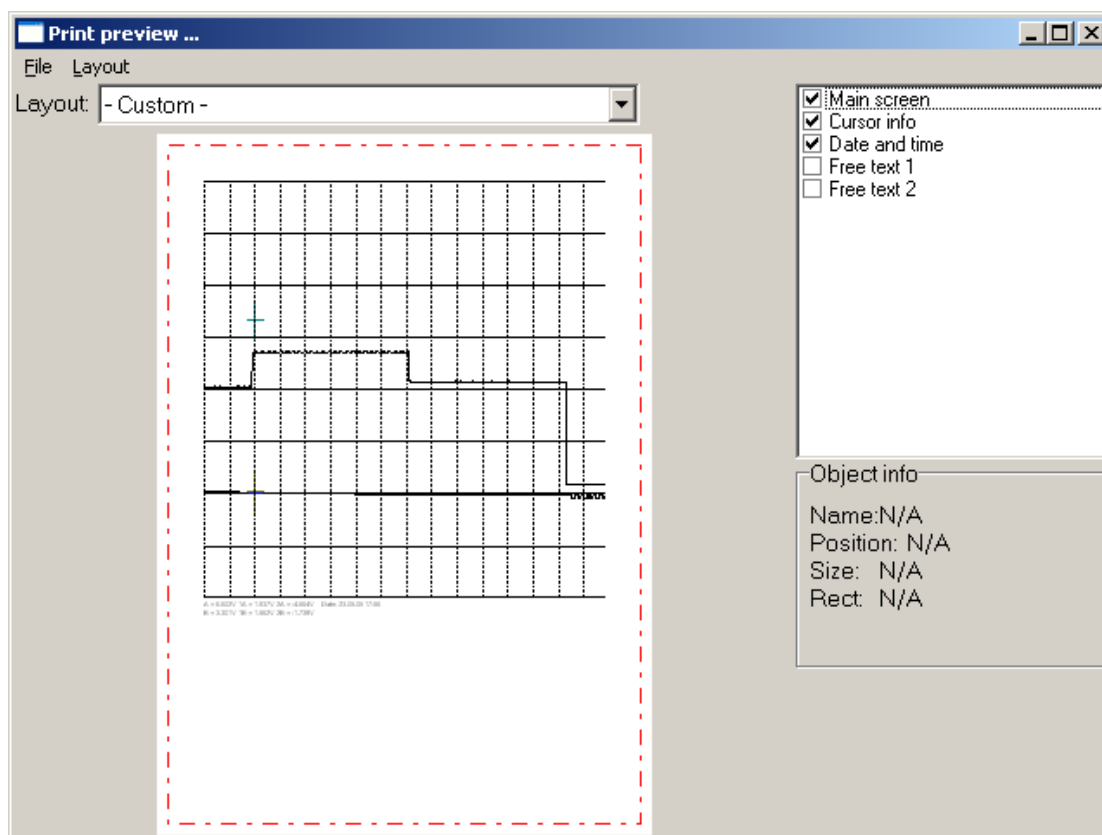 Print preview ...
File Layout
Layout: - Custom -
Main screen
Cursor info
Date and time
Free text 1
Free text 2
Object info
Name:N/A
Position: N/A
Size: N/A
Rect: N/A